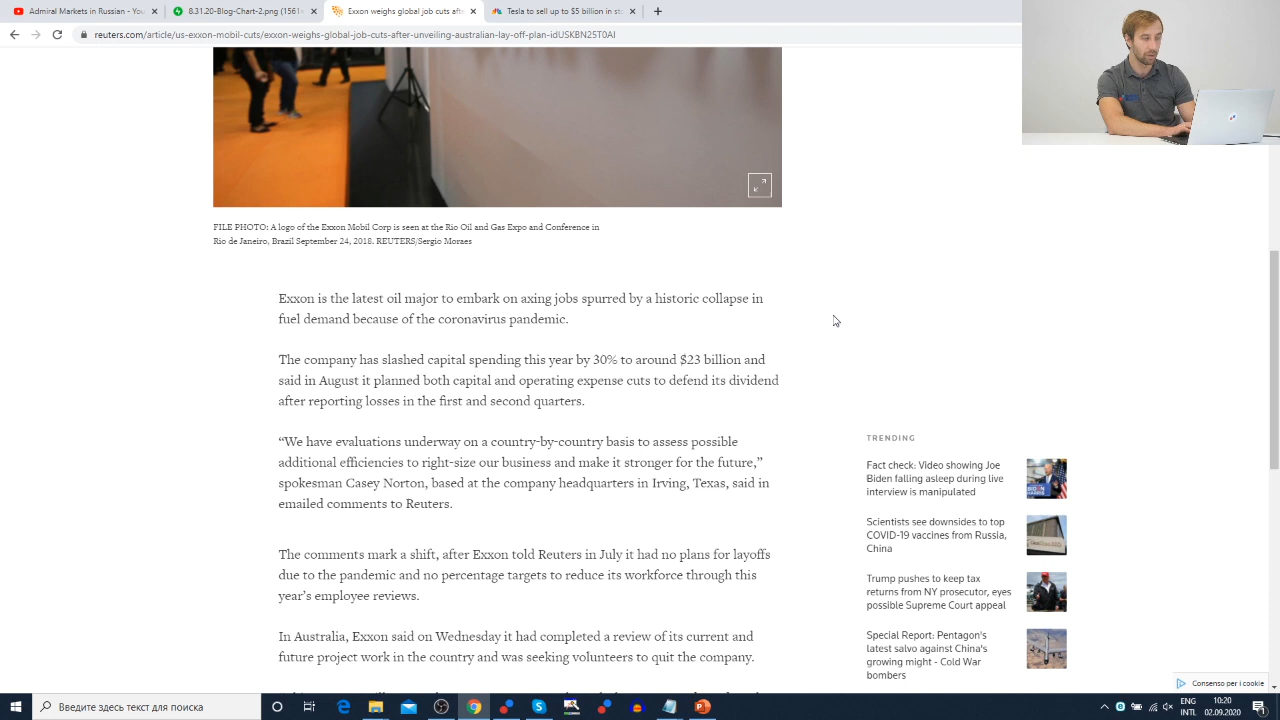 Admiral Markets в России - Yo
8.31.20-Blog-Chart-2.png (1561×
Exxon weighs global job cuts afte
Tesla to sell up to $5 billion in sto
reuters.com/article/us-exxon-mobil-cuts/exxon-weighs-global-job-cuts-after-unveiling-australian-lay-off-plan-idUSKBN25T0AI
FILE PHOTO: A logo of the Exxon Mobil Corp is seen at the Rio Oil and Gas Expo and Conference in
Rio de Janeiro, Brazil September 24, 2018. REUTERS/Sergio Moraes
Exxon is the latest oil major to embark on axing jobs spurred by a historic collapse in
fuel demand because of the coronavirus pandemic.
The company has slashed capital spending this year by 30% to around $23 billion and
said in August it planned both capital and operating expense cuts to defend its dividend
after reporting losses in the first and second quarters.
“We have evaluations underway on a country-by-country basis to assess possible
additional efficiencies to right-size our business and make it stronger for the future,”
spokesman Casey Norton, based at the company headquarters in Irving, Texas, said in
emailed comments to Reuters.
The comments mark a shift, after Exxon told Reuters in July it had no plans for layoffs
due to the pandemic and no percentage targets to reduce its workforce through this
year’s employee reviews.
In Australia, Exxon said on Wednesday it had completed a review of its current and
future project work in the country and was seeking volunteers to quit the company.
TRENDING
Fact check: Video showing Joe
Biden falling asleep during live
interview is manipulated
Scientists see downsides to top
COVID-19 vaccines from Russia,
China
Trump pushes to keep tax
returns from NY prosecutor, eyes
possible Supreme Court appeal
Special Report: Pentagon's
latest salvo against China's
growing might - Cold War
bombers
Consenso per i cookie
Введите здесь текст для поиска
ENG
INTL
10:20
02.09.2020